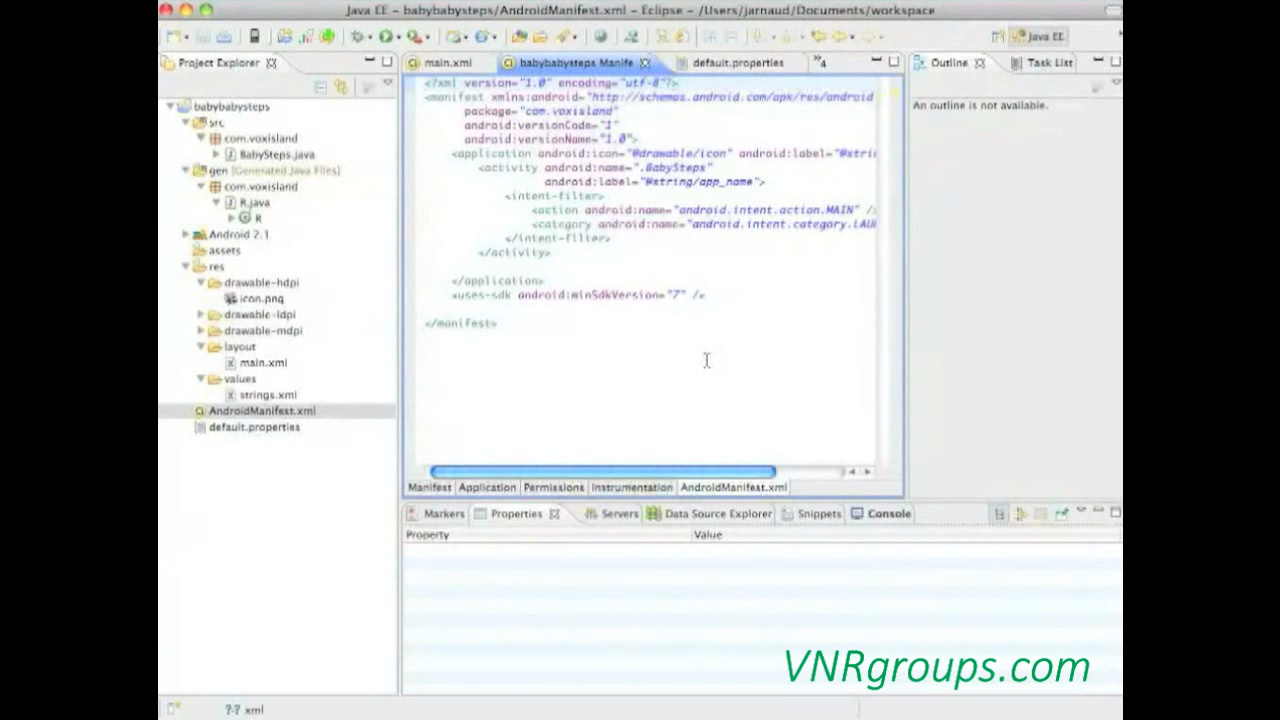 Java EE - babybabysteps/AndroidManifest.xml - Eclipse - /Users/jarnaud/Documents/workspace
Java EE
Project Explorer
main.xml
babybabysteps Manife
default.properties
4
Outline
Task List
babybabysteps
src
com.voxisland
BabySteps.java
gen [Generated Java Files]
com.voxisland
R.java
R
Android 2.1
assets
res
drawable-hdpi
icon.png
drawable-ldpi
drawable-mdpi
layout
main.xml
values
strings.xml
AndroidManifest.xml
default.properties
<?xml version="1.0" encoding="utf-8"?>
<manifest xmlns:android="http://schemas.android.com/apk/res/android
package="com.voxisland"
android:versionCode="1"
android:versionName="1.0">
<application android:icon="@drawable/icon" android:label="@strin
<activity android:name=".BabySteps"
android:label="@string/app_name">
<intent-filter>
<action android:name="android.intent.action.MAIN" />
<category android:name="android.intent.category.LAUN
</intent-filter>
</activity>
</application>
<uses-sdk android:minSdkVersion="7" />
</manifest>
An outline is not available.
Manifest Application Permissions Instrumentation AndroidManifest.xml
Markers Properties Servers Data Source Explorer Snippets Console
Property Value
VNRgroups.com
?-? xml